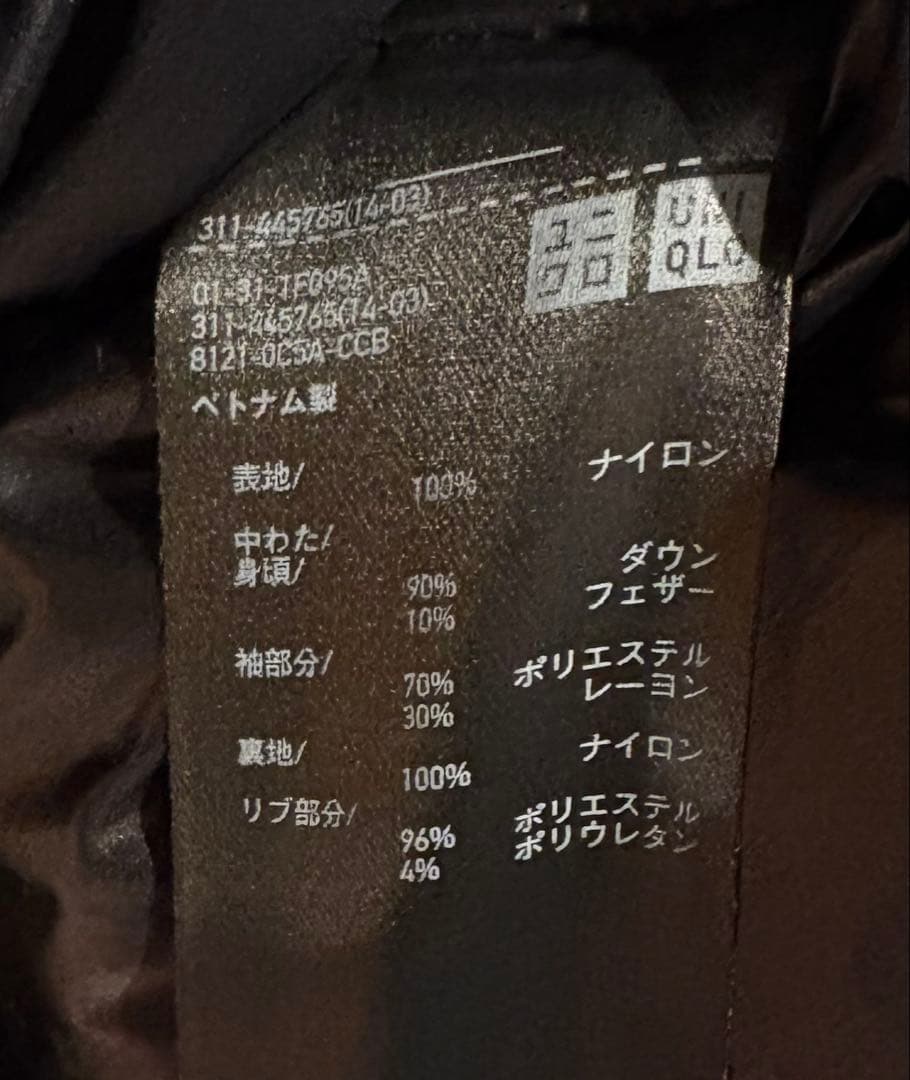 311-445765(14-03)
ユニ
クロ
UNI
QLO
01-31-TF095A
311-445765(14-03)
8121-0C5A-CCB
ベトナム製
表地/ 100% ナイロン
中わた/
身頃/ 90% ダウン
10% フェザー
袖部分/ 70% ポリエステル
30% レーヨン
裏地/ 100% ナイロン
リブ部分/ 96% ポリエステル
4% ポリウレタン